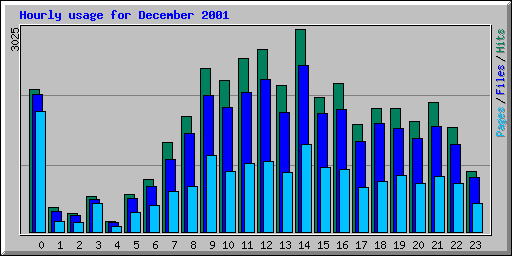 Hourly usage for December 2001
3025
Pages / Files / Hits
0 1 2 3 4 5 6 7 8 9 10 11 12 13 14 15 16 17 18 19 20 21 22 23